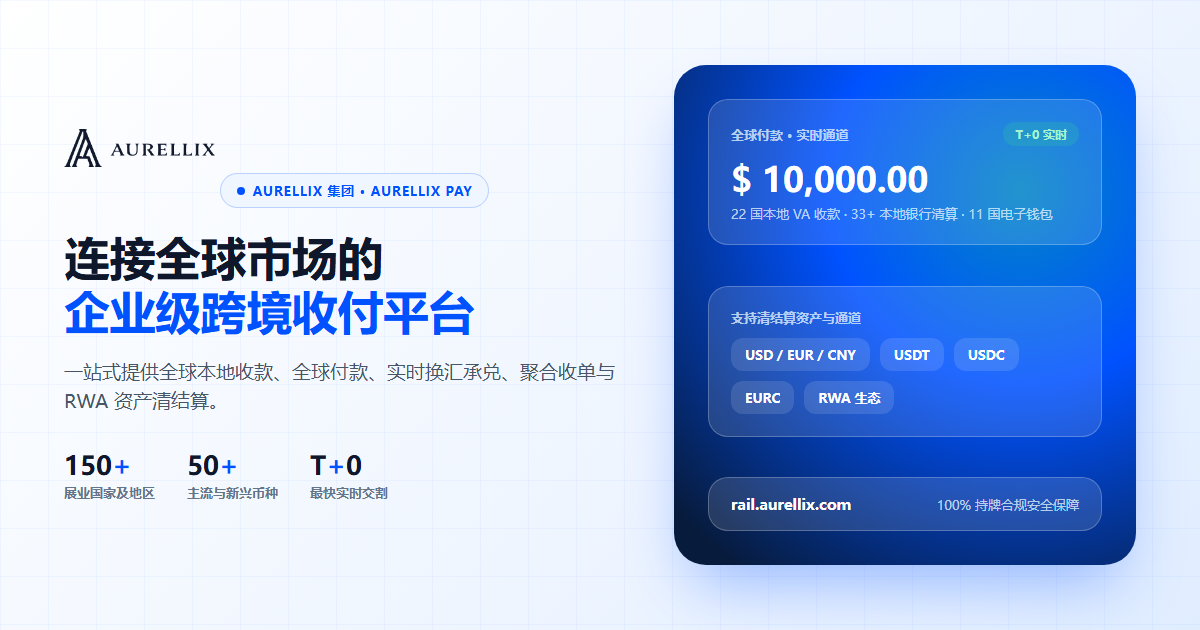 AURELLIX
AURELLIX 集团 • AURELLIX PAY
连接全球市场的
企业级跨境收付平台
一站式提供全球本地收款、全球付款、实时换汇承兑、聚合收单与
RWA 资产清结算。
150+
展业国家及地区
50+
主流与新兴币种
T+0
最快实时交割
全球付款 • 实时通道
T+0 实时
$ 10,000.00
22 国本地 VA 收款 · 33+ 本地银行清算 · 11 国电子钱包
支持清结算资产与通道
USD / EUR / CNY
USDT
USDC
EURC
RWA 生态
rail.aurellix.com
100% 持牌合规安全保障